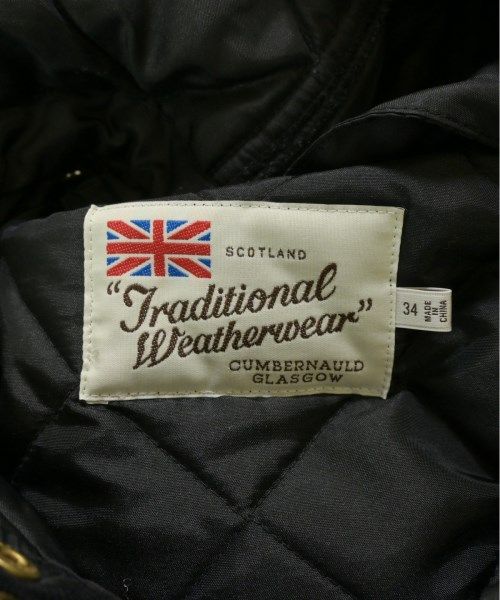 SCOTLAND
"Traditional
Weatherwear"
CUMBERNAULD
GLASGOW
34
MADE
IN
CHINA